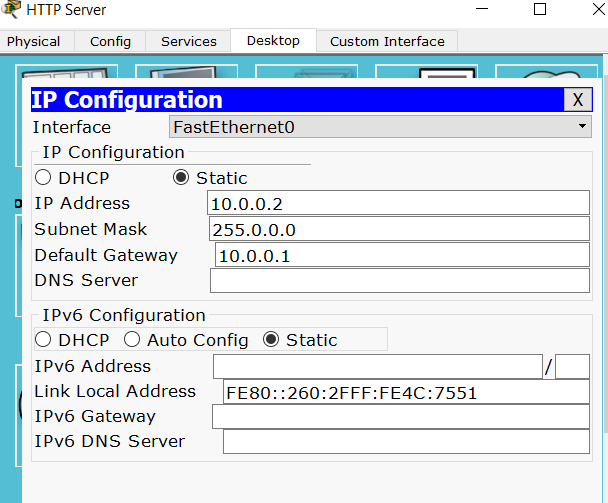 HTTP Server
Physical Config Services Desktop Custom Interface
IP Configuration X
Interface FastEthernet0
IP Configuration
DHCP Static
IP Address 10.0.0.2
Subnet Mask 255.0.0.0
Default Gateway 10.0.0.1
DNS Server
IPv6 Configuration
DHCP Auto Config Static
IPv6 Address /
Link Local Address FE80::260:2FFF:FE4C:7551
IPv6 Gateway
IPv6 DNS Server